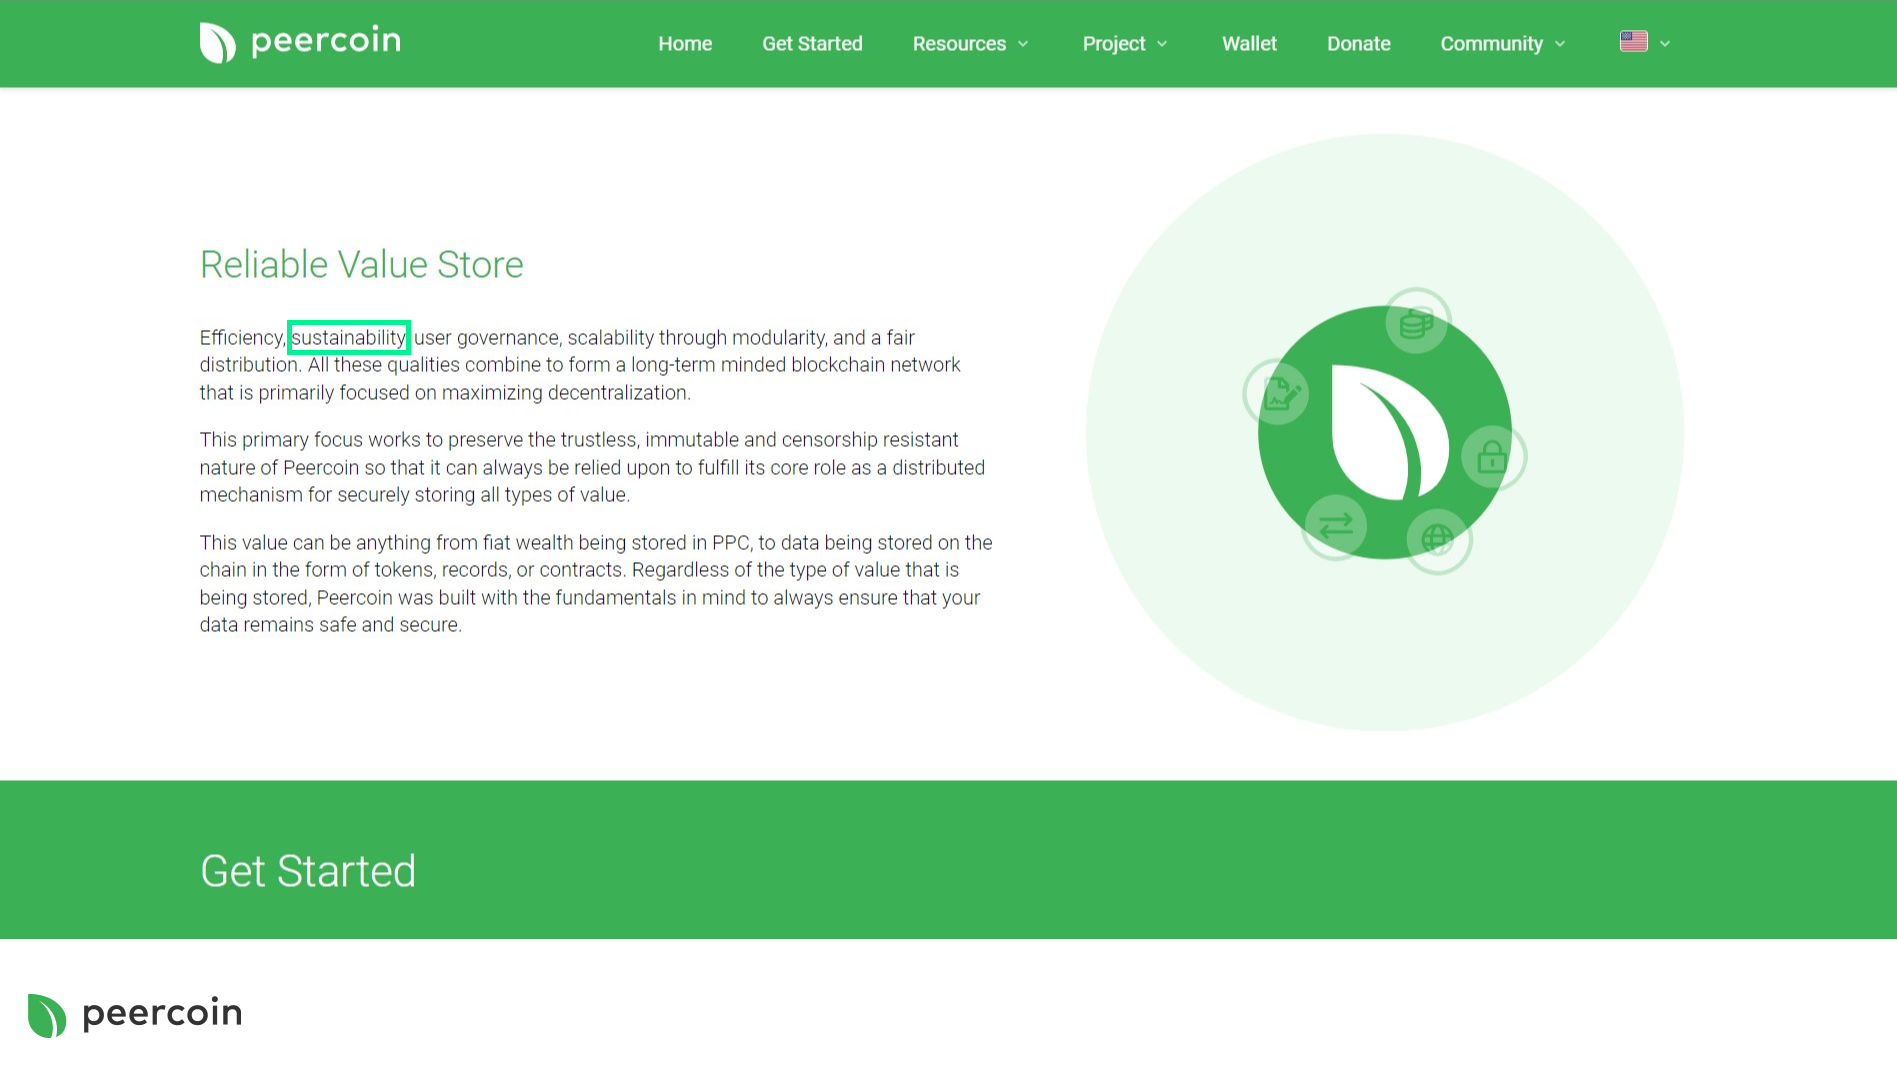 peercoin
Home Get Started Resources Project Wallet Donate Community
Reliable Value Store
Efficiency, sustainability, user governance, scalability through modularity, and a fair
distribution. All these qualities combine to form a long-term minded blockchain network
that is primarily focused on maximizing decentralization.
This primary focus works to preserve the trustless, immutable and censorship resistant
nature of Peercoin so that it can always be relied upon to fulfill its core role as a distributed
mechanism for securely storing all types of value.
This value can be anything from fiat wealth being stored in PPC, to data being stored on the
chain in the form of tokens, records, or contracts. Regardless of the type of value that is
being stored, Peercoin was built with the fundamentals in mind to always ensure that your
data remains safe and secure.
Get Started
peercoin